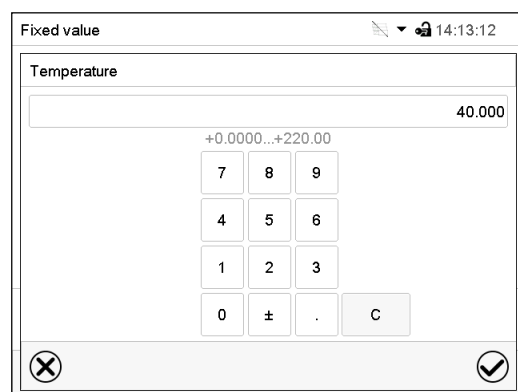 Fixed value 14:13:12
Temperature
40.000
+0.0000...+220.00
7 8 9
4 5 6
1 2 3
0 ± . C